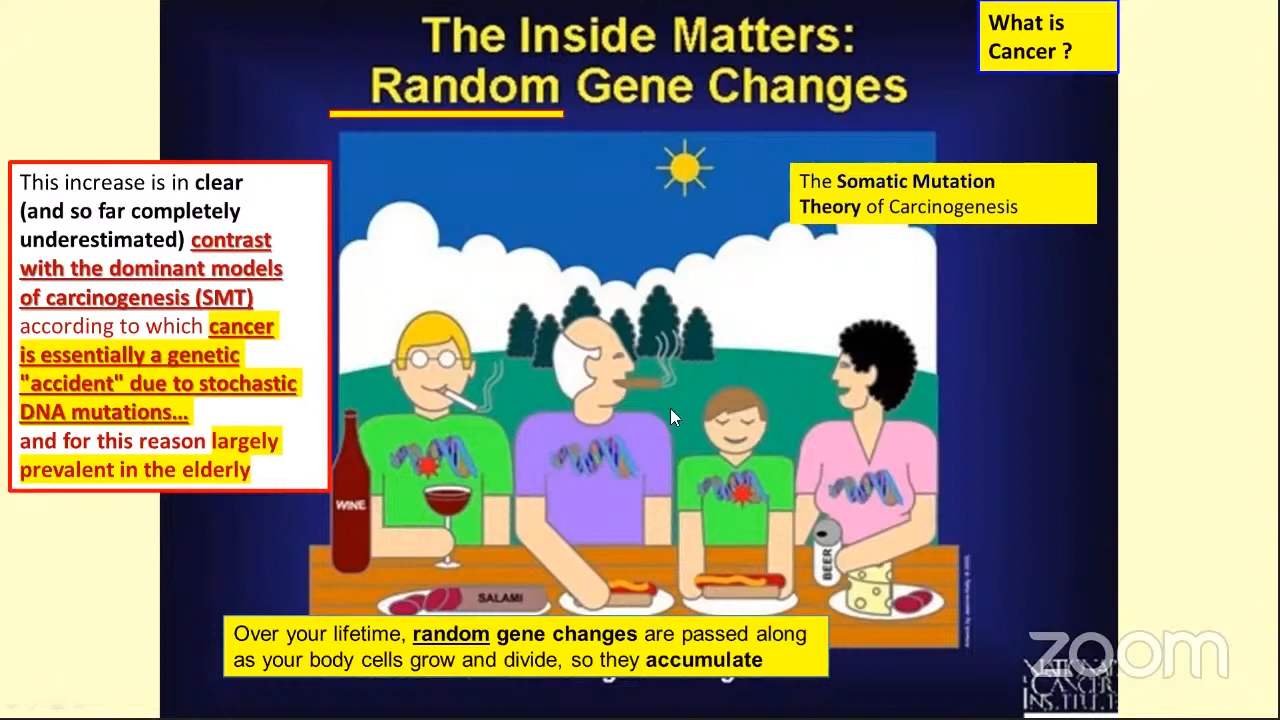 The Inside Matters:
Random Gene Changes
What is
Cancer ?
This increase is in clear
(and so far completely
underestimated) contrast
with the dominant models
of carcinogenesis (SMT)
according to which cancer
is essentially a genetic
"accident" due to stochastic
DNA mutations...
and for this reason largely
prevalent in the elderly
The Somatic Mutation
Theory of Carcinogenesis
WINE
BEER
SALAMI
Over your lifetime, random gene changes are passed along
as your body cells grow and divide, so they accumulate
zoom